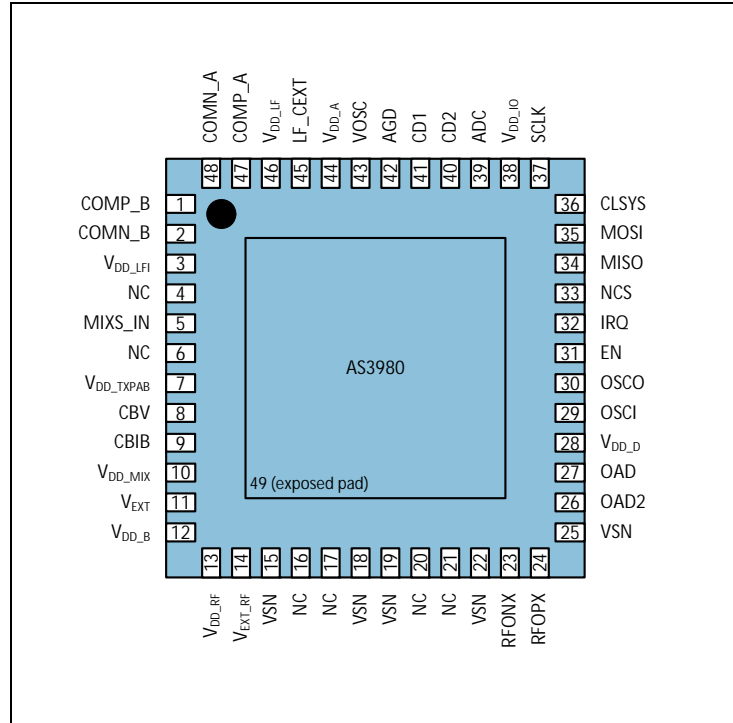 COMN_A
COMP_A
VDD_LF
LF_CEXT
VDD_A
VOSC
AGD
CD1
CD2
ADC
VDD_IO
SCLK
48 47 46 45 44 43 42 41 40 39 38 37
COMP_B 1
COMN_B 2
VDD_LFI 3
NC 4
MIXS_IN 5
NC 6
VDD_TXPAB 7
CBV 8
CBIB 9
VDD_MIX 10
VEXT 11
VDD_B 12
AS3980
49 (exposed pad)
36 CLSYS
35 MOSI
34 MISO
33 NCS
32 IRQ
31 EN
30 OSCO
29 OSCI
28 VDD_D
27 OAD
26 OAD2
25 VSN
13 14 15 16 17 18 19 20 21 22 23 24
VDD_RF
VEXT_RF
VSN
NC
NC
VSN
VSN
NC
NC
VSN
RFONX
RFOPX